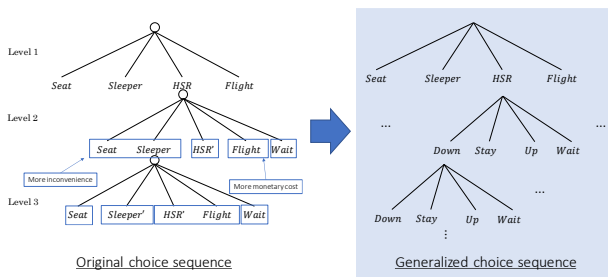 Level 1
Seat Sleeper HSR Flight
Level 2
Seat Sleeper HSR' Flight Wait
More inconvenience
More monetary cost
Level 3
Seat Sleeper' HSR' Flight Wait
Original choice sequence
Seat Sleeper HSR Flight
... ...
Down Stay Up Wait
...
Down Stay Up Wait
⋮
Generalized choice sequence